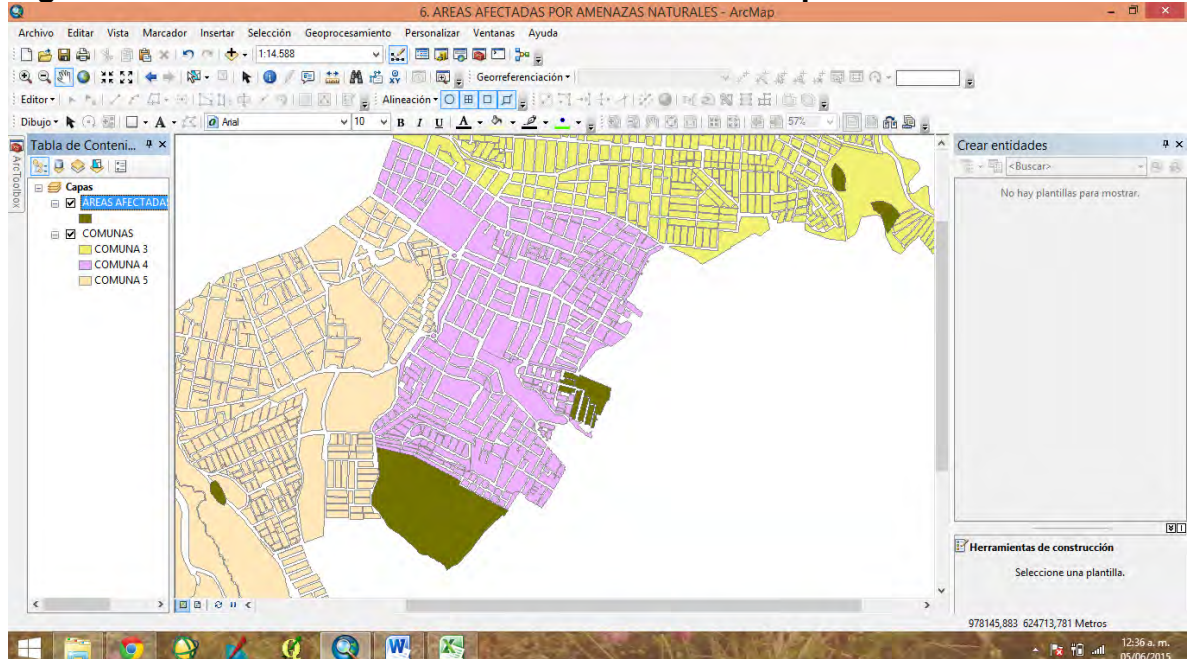 6. AREAS AFECTADAS POR AMENAZAS NATURALES - ArcMap
Archivo Editar Vista Marcador Insertar Selección Geoprocesamiento Personalizar Ventanas Ayuda
1:14.588
Georreferenciación
Editor Alineación
Dibujo A Arial 10 B I U A 57%
ArcToolbox
Tabla de Conteni...
Capas
ÁREAS AFECTADAS
COMUNAS
COMUNA 3
COMUNA 4
COMUNA 5
Crear entidades
<Buscar>
No hay plantillas para mostrar.
Herramientas de construcción
Seleccione una plantilla.
978145,883 624713,781 Metros
12:36 a. m.
05/06/2015